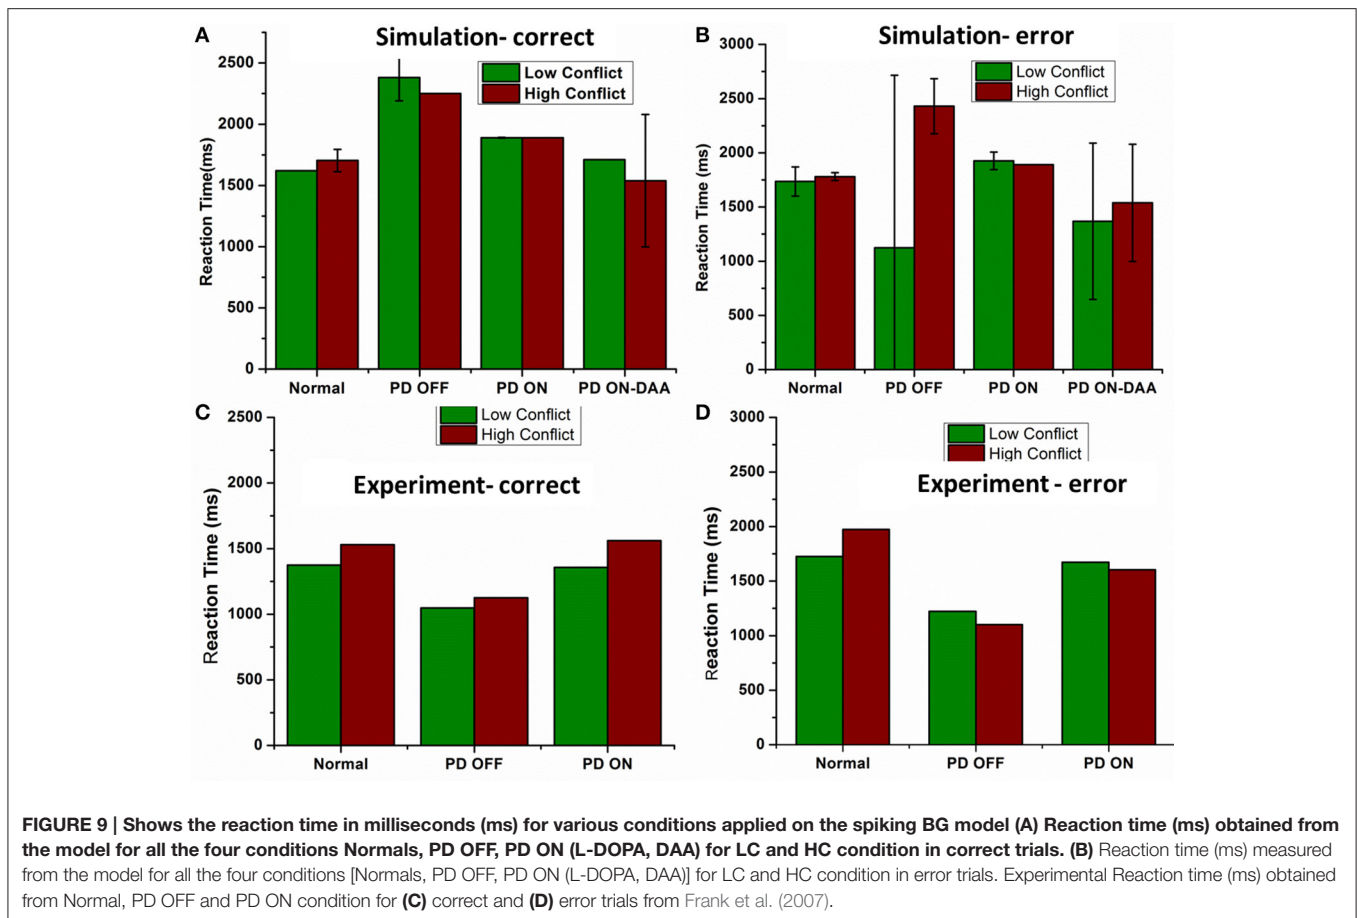 A
Simulation- correct
Low Conflict
High Conflict
Reaction Time(ms)
2500
2000
1500
1000
500
0
Normal
PD OFF
PD ON
PD ON-DAA
B
Simulation- error
Low Conflict
High Conflict
Reaction Time (ms)
3000
2500
2000
1500
1000
500
0
Normal
PD OFF
PD ON
PD ON-DAA
C
Low Conflict
High Conflict
Experiment- correct
Reaction Time (ms)
2500
2000
1500
1000
500
0
Normal
PD OFF
PD ON
D
Low Conflict
High Conflict
Experiment - error
Reaction Time (ms)
3000
2500
2000
1500
1000
500
0
Normal
PD OFF
PD ON
FIGURE 9 | Shows the reaction time in milliseconds (ms) for various conditions applied on the spiking BG model (A) Reaction time (ms) obtained from
the model for all the four conditions Normals, PD OFF, PD ON (L-DOPA, DAA) for LC and HC condition in correct trials. (B) Reaction time (ms) measured
from the model for all the four conditions [Normals, PD OFF, PD ON (L-DOPA, DAA)] for LC and HC condition in error trials. Experimental Reaction time (ms) obtained
from Normal, PD OFF and PD ON condition for (C) correct and (D) error trials from Frank et al. (2007).